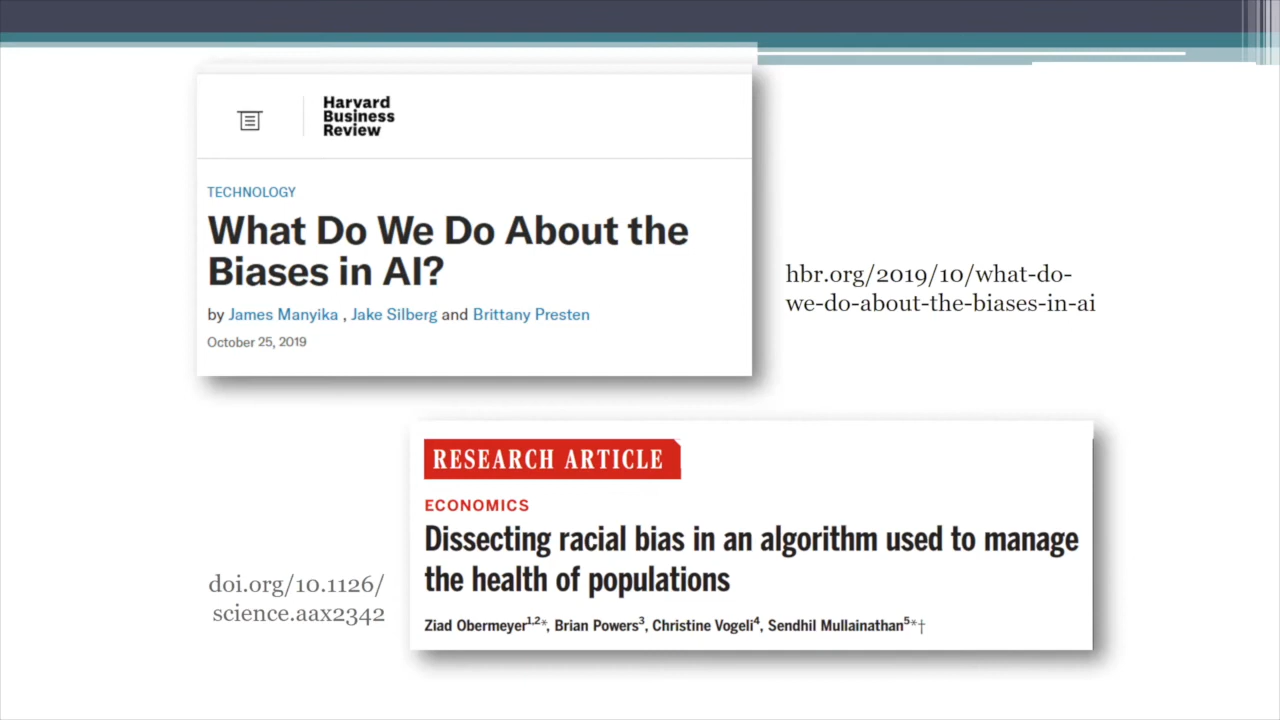 Harvard
Business
Review
TECHNOLOGY
What Do We Do About the
Biases in AI?
by James Manyika , Jake Silberg and Brittany Presten
October 25, 2019
hbr.org/2019/10/what-do-
we-do-about-the-biases-in-ai
RESEARCH ARTICLE
ECONOMICS
Dissecting racial bias in an algorithm used to manage
the health of populations
Ziad Obermeyer1,2*, Brian Powers3, Christine Vogeli4, Sendhil Mullainathan5*†
doi.org/10.1126/
science.aax2342